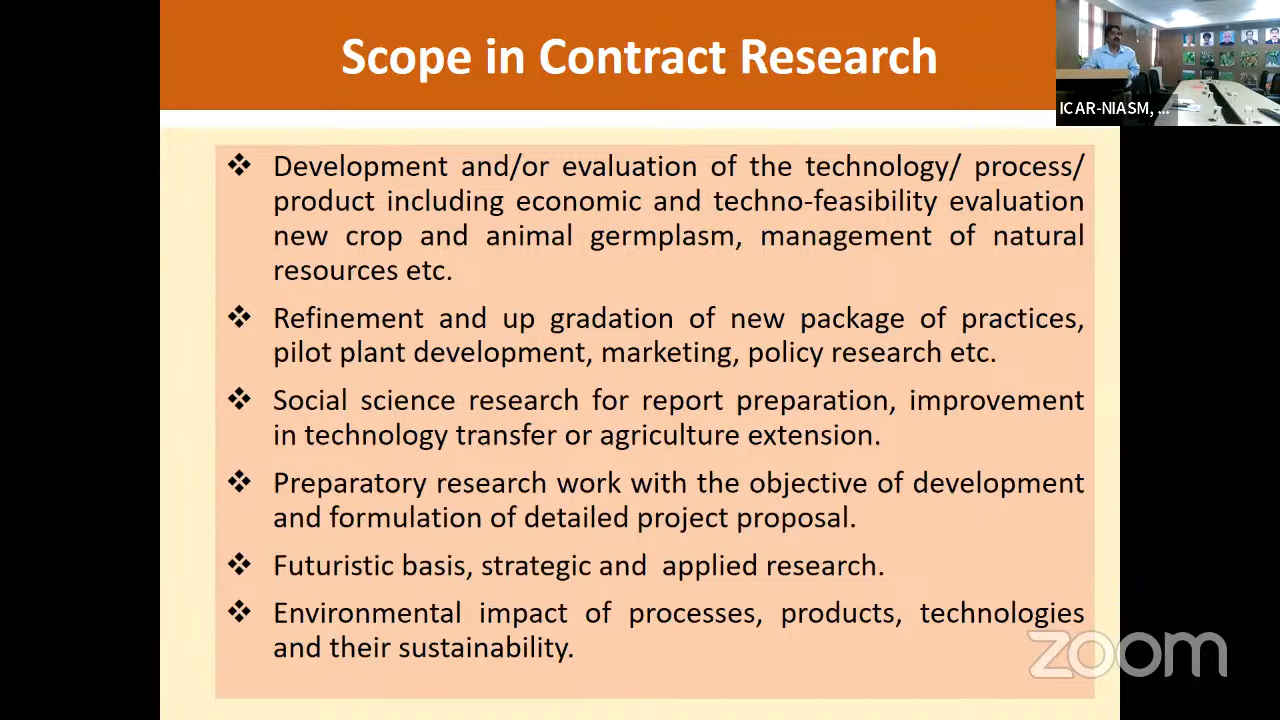 Scope in Contract Research
ICAR-NIASM, ...
❖ Development and/or evaluation of the technology/ process/
product including economic and techno-feasibility evaluation
new crop and animal germplasm, management of natural
resources etc.
❖ Refinement and up gradation of new package of practices,
pilot plant development, marketing, policy research etc.
❖ Social science research for report preparation, improvement
in technology transfer or agriculture extension.
❖ Preparatory research work with the objective of development
and formulation of detailed project proposal.
❖ Futuristic basis, strategic and  applied research.
❖ Environmental impact of processes, products, technologies
and their sustainability.
zoom